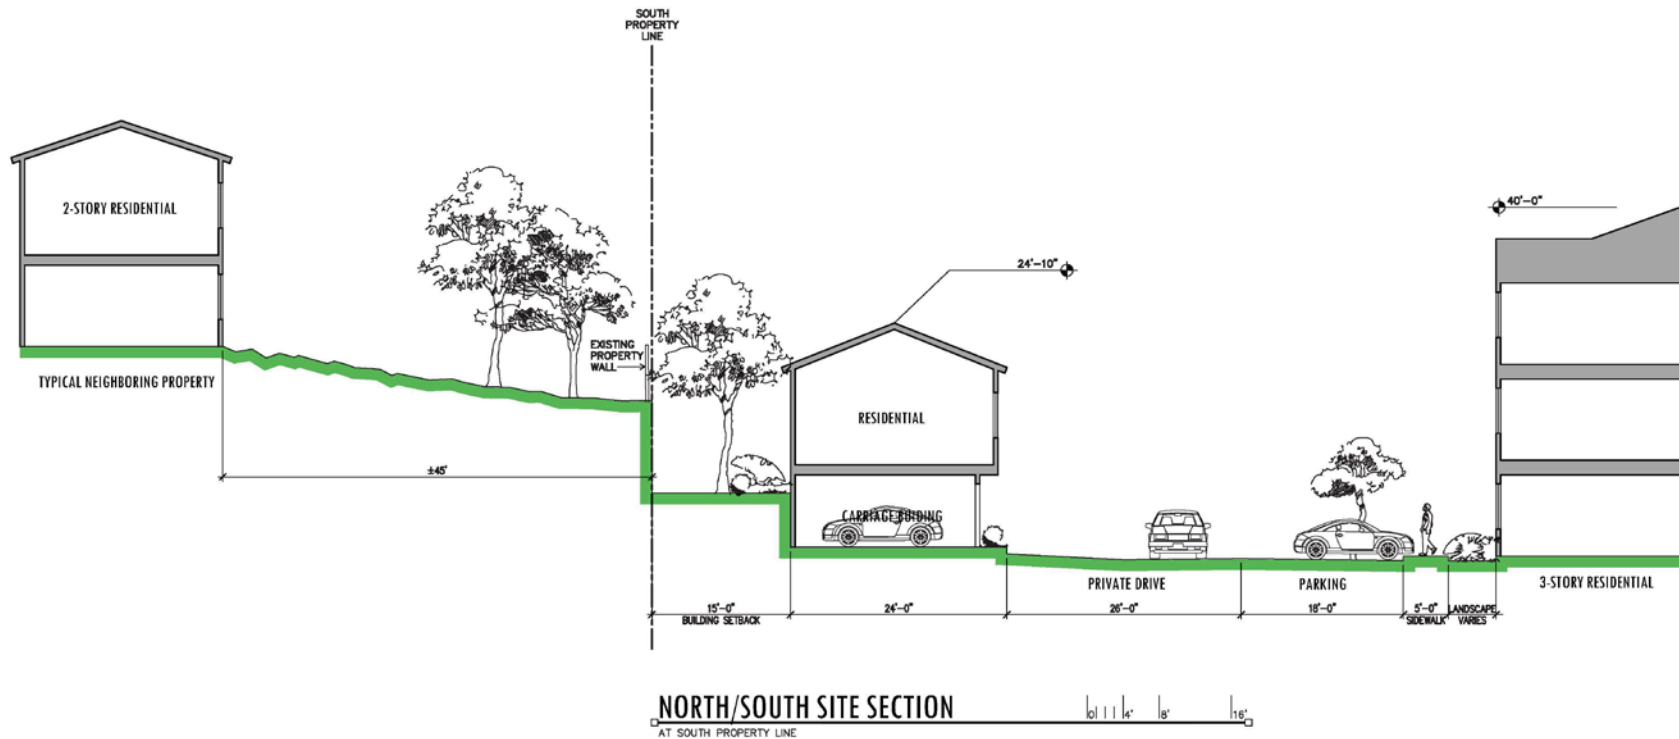 SOUTH
PROPERTY
LINE
2-STORY RESIDENTIAL
40'-0"
24'-10"
EXISTING
PROPERTY
WALL
TYPICAL NEIGHBORING PROPERTY
RESIDENTIAL
±45'
CARRIAGE BUIDING
PRIVATE DRIVE
PARKING
3-STORY RESIDENTIAL
15'-0"
BUILDING SETBACK
24'-0"
26'-0"
18'-0"
5'-0"
SIDEWALK
LANDSCAPE
VARIES
NORTH/SOUTH SITE SECTION
AT SOUTH PROPERTY LINE
0 4' 8' 16'